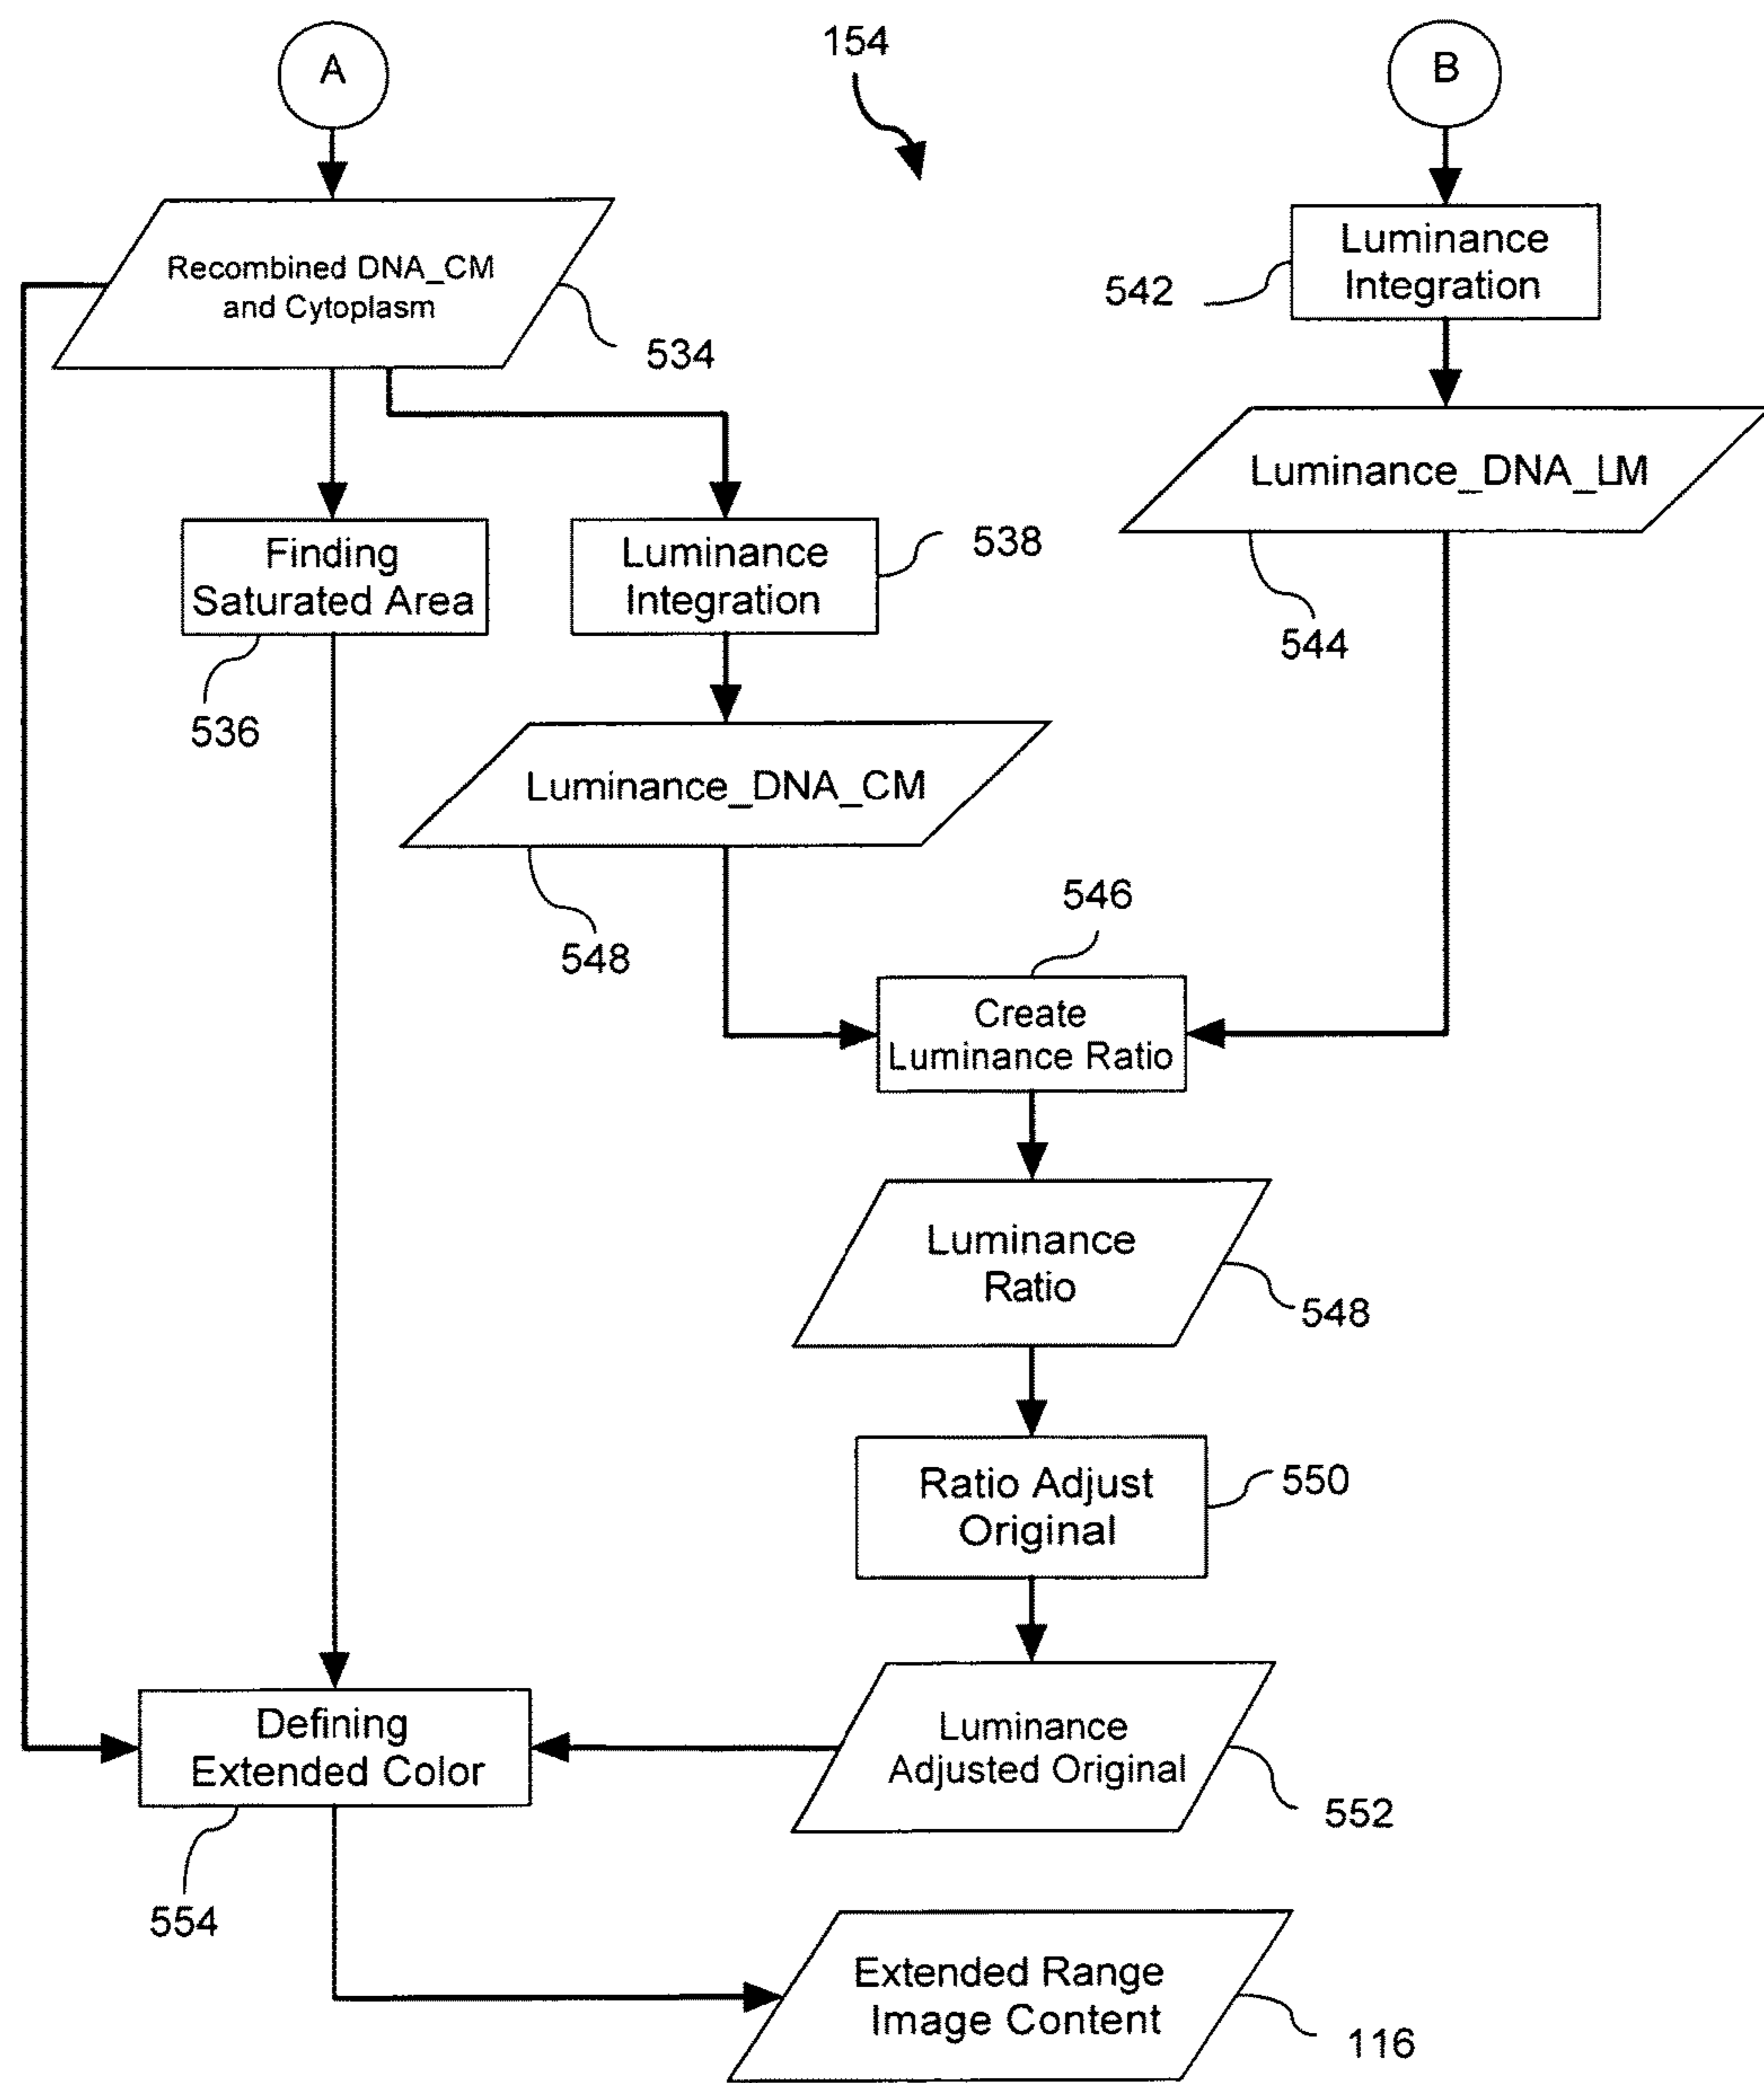 A
154
B
Recombined DNA_CM
and Cytoplasm
534
Luminance
Integration
542
Luminance_DNA_LM
544
Finding
Saturated Area
536
Luminance
Integration
538
Luminance_DNA_CM
548
546
Create
Luminance Ratio
Luminance
Ratio
548
Ratio Adjust
Original
550
Defining
Extended Color
554
Luminance
Adjusted Original
552
Extended Range
Image Content
116